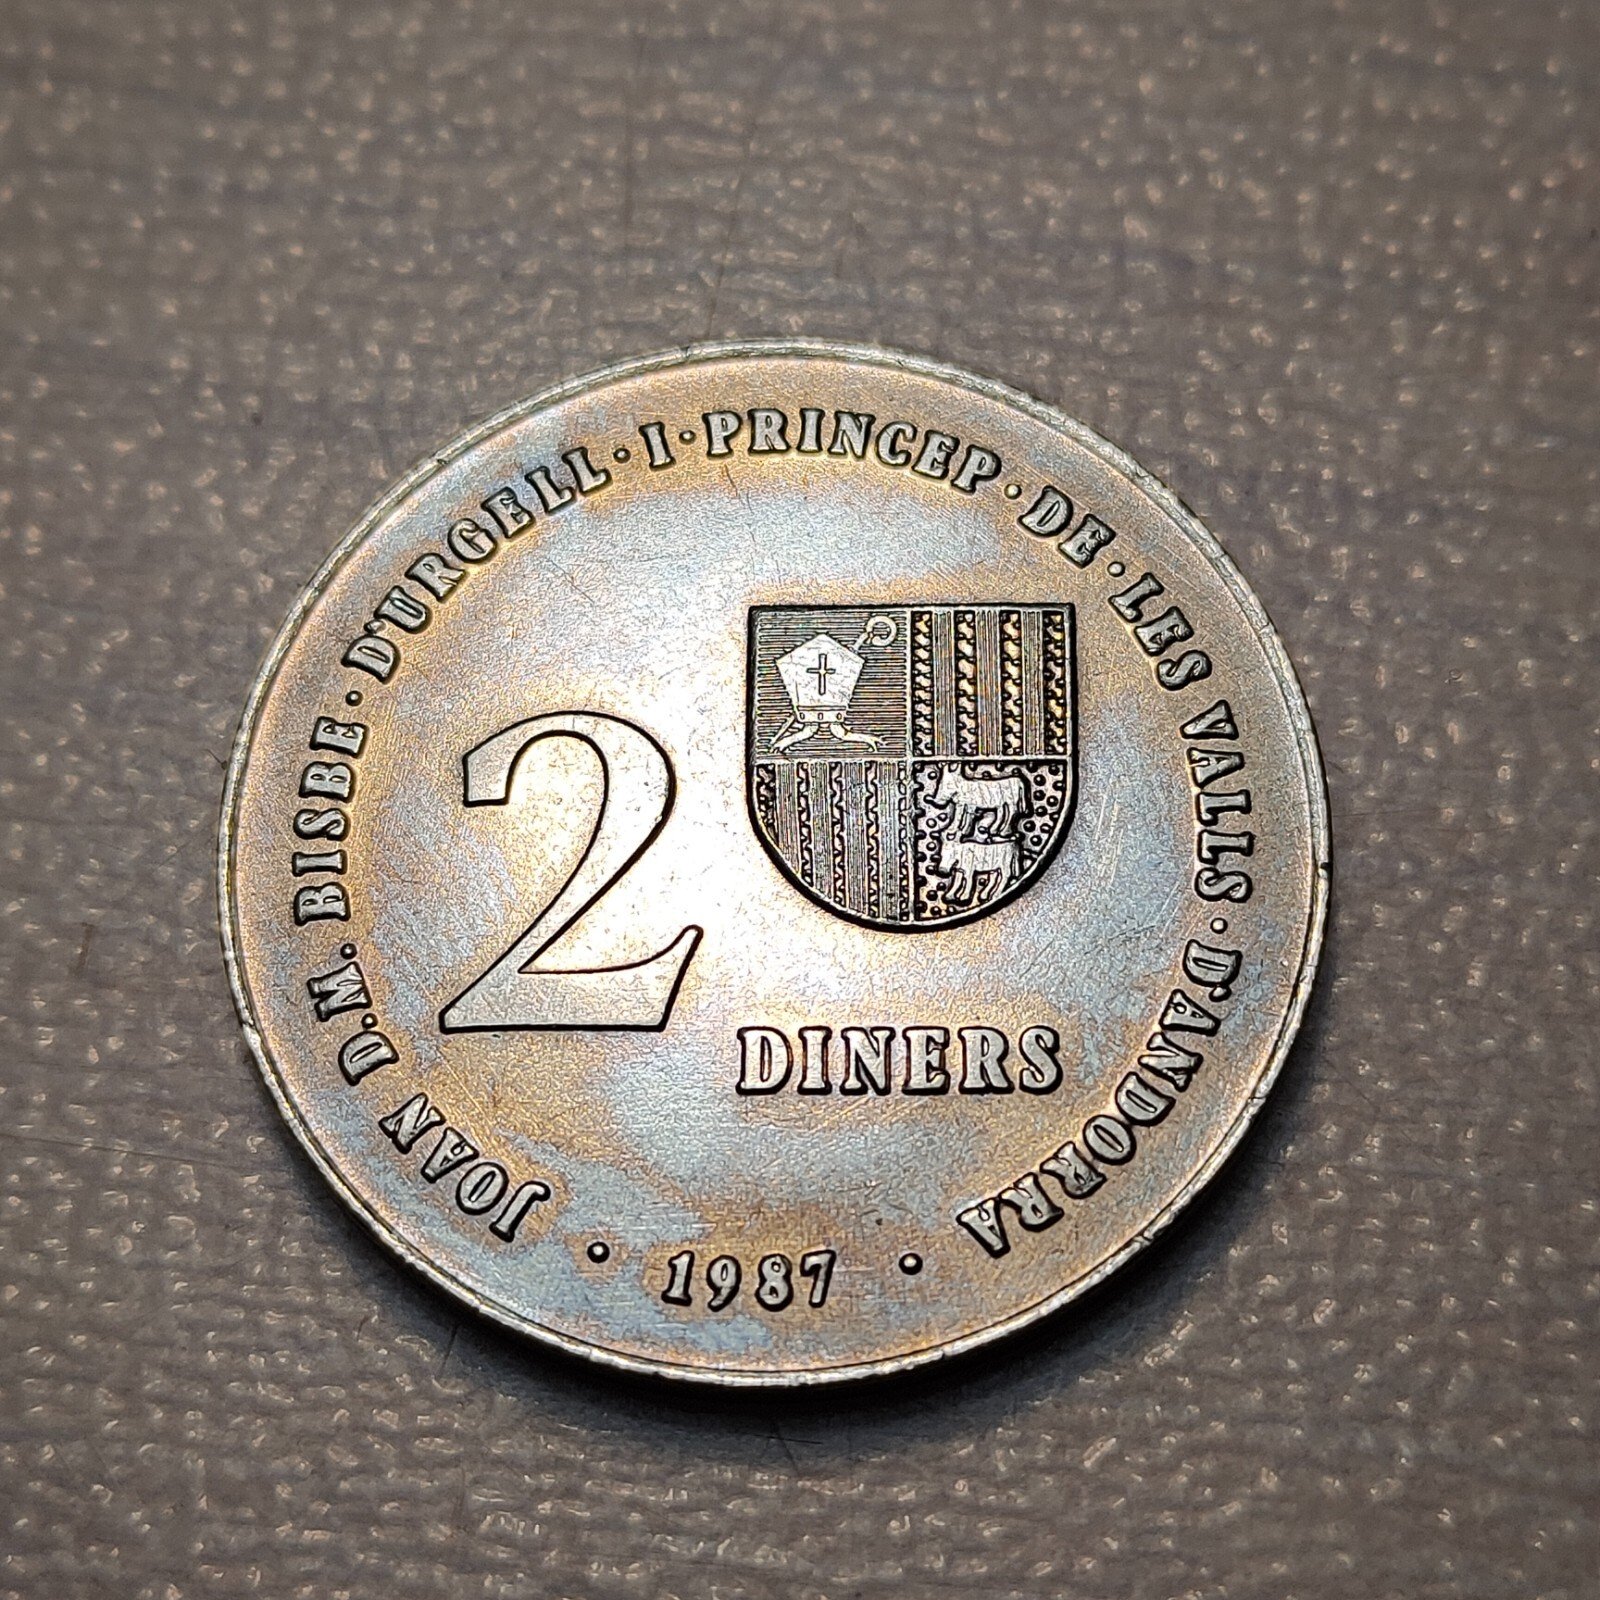 JOAN D.M. BISBE · D'URGELL · I · PRINCEP · DE · LES VALLS · D'ANDORRA
2
DINERS
· 1987 ·